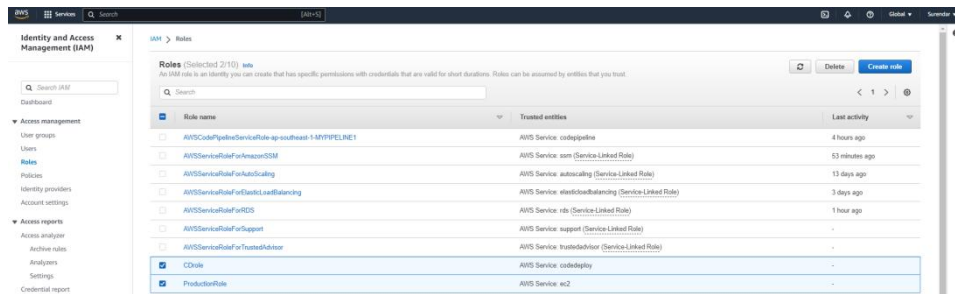 aws Services Search [Alt+S] Global Surendar
Identity and Access Management (IAM)
Search IAM
Dashboard
Access management
User groups
Users
Roles
Policies
Identity providers
Account settings
Access reports
Access analyzer
Archive rules
Analyzers
Settings
Credential report
IAM > Roles
Roles (Selected 2/10) Info
An IAM role is an identity you can create that has specific permissions with credentials that are valid for short durations. Roles can be assumed by entities that you trust.
Delete Create role
Search
1
Role name Trusted entities Last activity
AWSCodePipelineServiceRole-ap-southeast-1-MYPIPELINE1 AWS Service: codepipeline 4 hours ago
AWSServiceRoleForAmazonSSM AWS Service: ssm (Service-Linked Role) 53 minutes ago
AWSServiceRoleForAutoScaling AWS Service: autoscaling (Service-Linked Role) 13 days ago
AWSServiceRoleForElasticLoadBalancing AWS Service: elasticloadbalancing (Service-Linked Role) 3 days ago
AWSServiceRoleForRDS AWS Service: rds (Service-Linked Role) 1 hour ago
AWSServiceRoleForSupport AWS Service: support (Service-Linked Role) -
AWSServiceRoleForTrustedAdvisor AWS Service: trustedadvisor (Service-Linked Role) -
CDrole AWS Service: codedeploy -
ProductionRole AWS Service: ec2 -